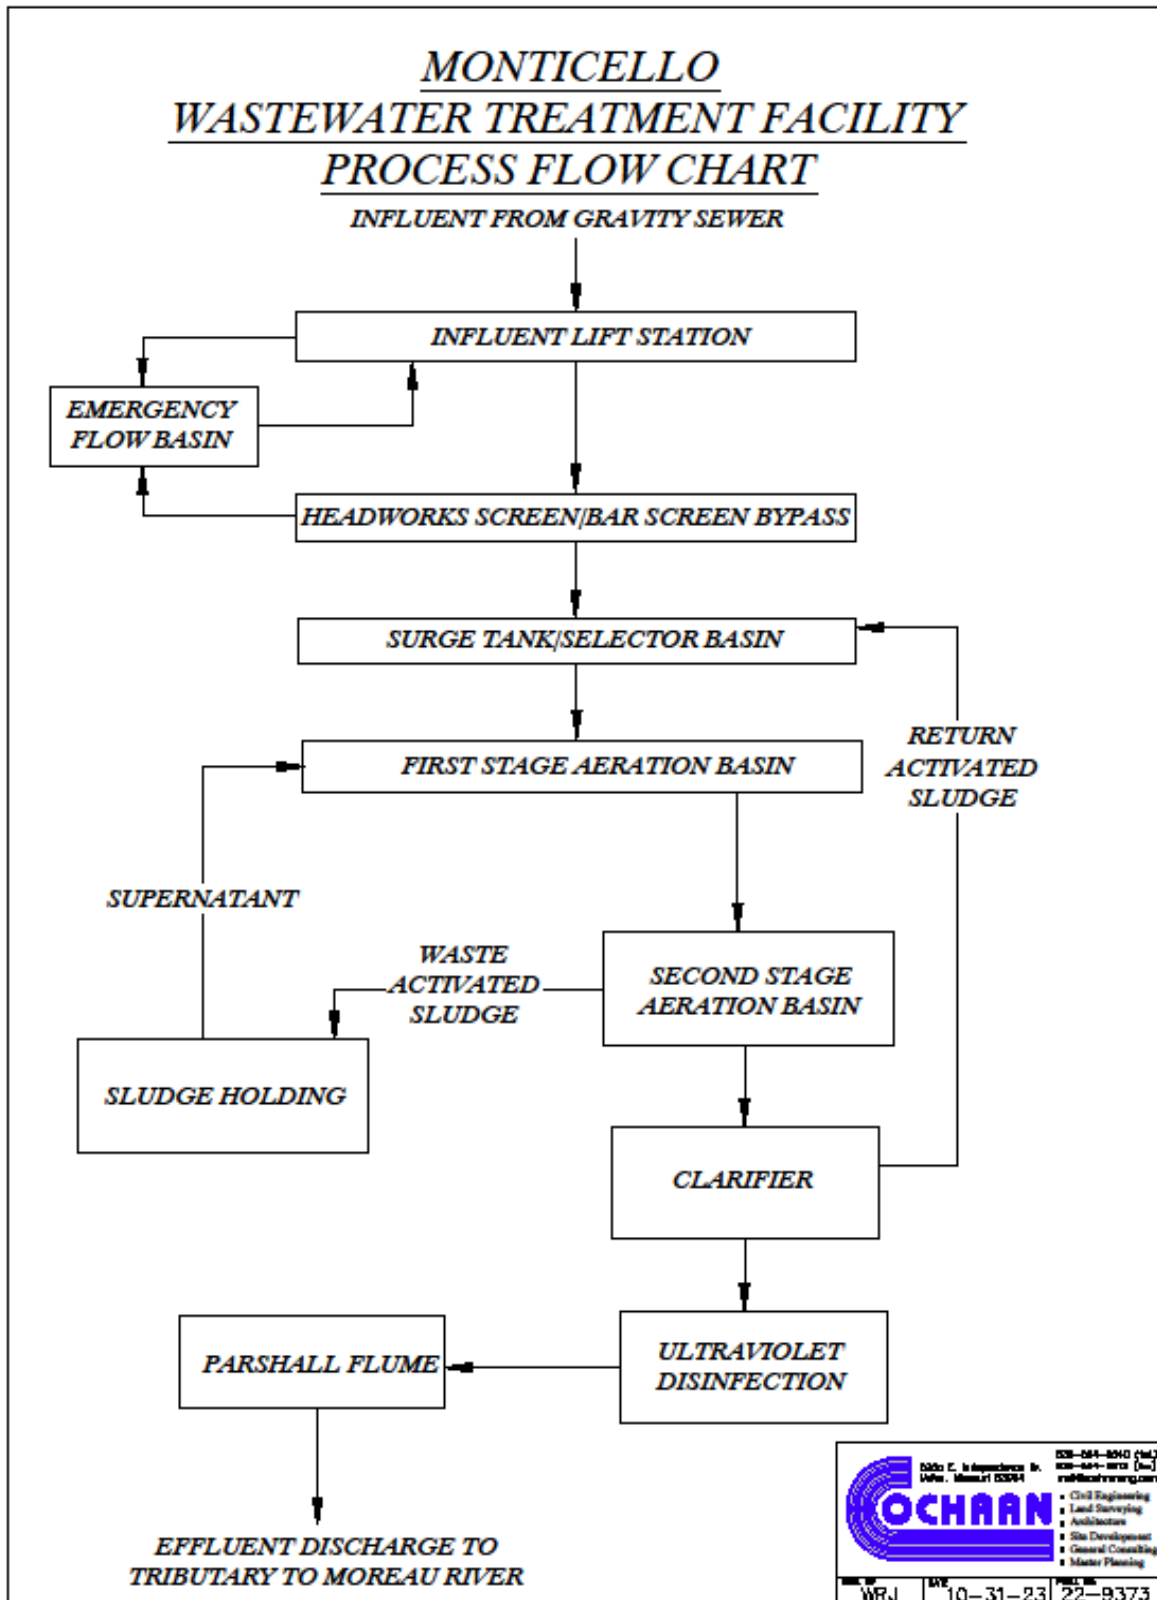 MONTICELLO
WASTEWATER TREATMENT FACILITY
PROCESS FLOW CHART
INFLUENT FROM GRAVITY SEWER
INFLUENT LIFT STATION
EMERGENCY
FLOW BASIN
HEADWORKS SCREEN/BAR SCREEN BYPASS
SURGE TANK/SELECTOR BASIN
RETURN
ACTIVATED
SLUDGE
FIRST STAGE AERATION BASIN
SUPERNATANT
WASTE
ACTIVATED
SLUDGE
SECOND STAGE
AERATION BASIN
SLUDGE HOLDING
CLARIFIER
ULTRAVIOLET
DISINFECTION
PARSHALL FLUME
EFFLUENT DISCHARGE TO
TRIBUTARY TO MOREAU RIVER
COCHRAN
Civil Engineering
Land Surveying
Architecture
Site Development
General Consulting
Master Planning
DATE
WRJ
10-31-23
22-9373